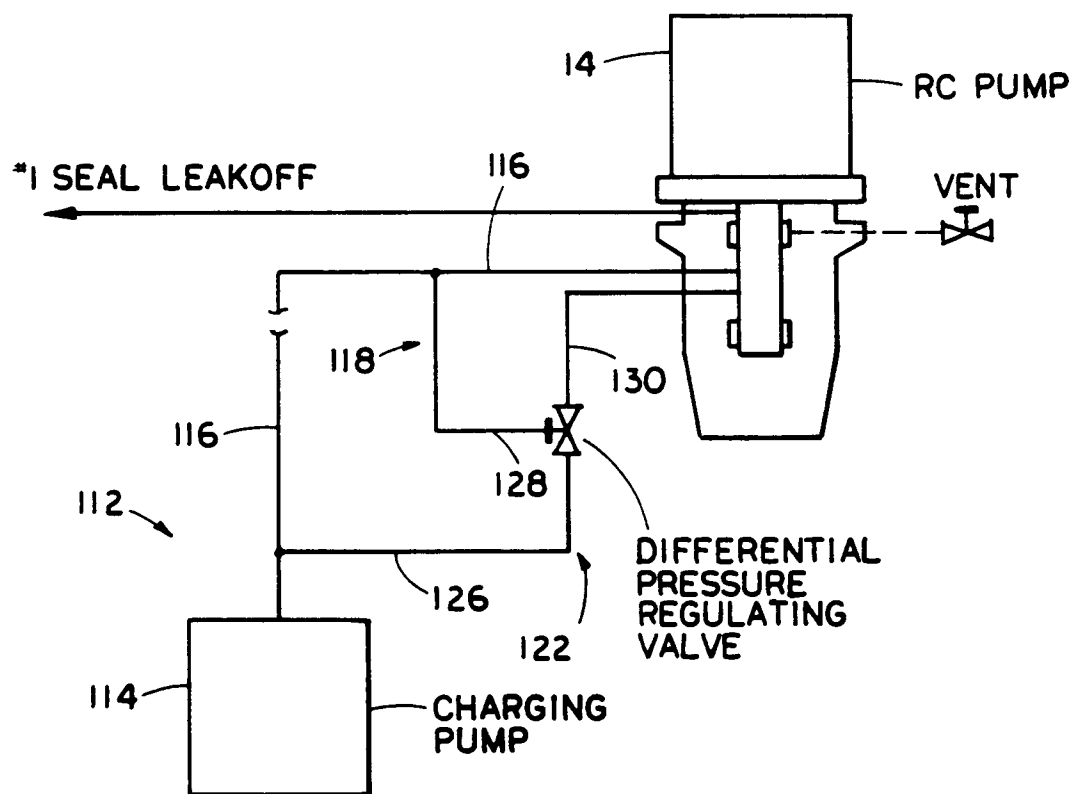 14
RC PUMP
#1 SEAL LEAKOFF
116
VENT
118
130
116
128
112
DIFFERENTIAL
PRESSURE
REGULATING
VALVE
126
122
114
CHARGING
PUMP